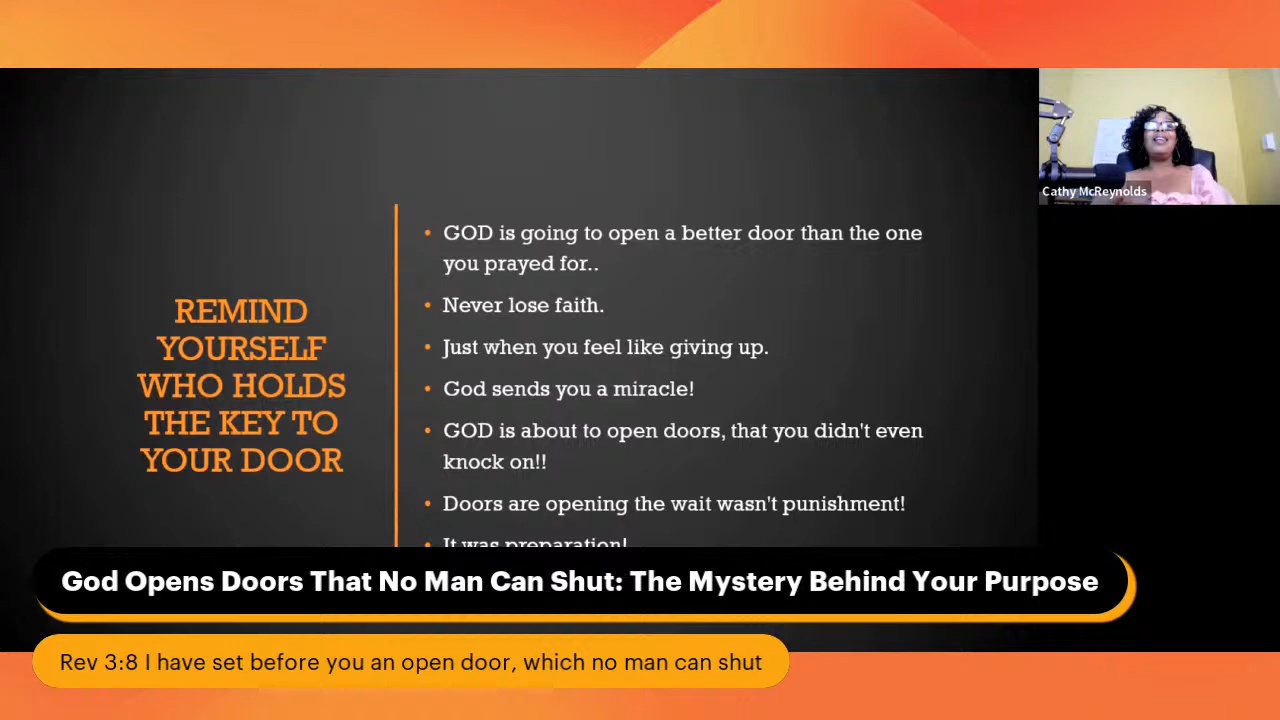 REMIND
YOURSELF
WHO HOLDS
THE KEY TO
YOUR DOOR
• GOD is going to open a better door than the one
you prayed for..
• Never lose faith.
• Just when you feel like giving up.
• God sends you a miracle!
• GOD is about to open doors, that you didn't even
knock on!!
• Doors are opening the wait wasn't punishment!
• It was preparation!
Cathy McReynolds
God Opens Doors That No Man Can Shut: The Mystery Behind Your Purpose
Rev 3:8 I have set before you an open door, which no man can shut